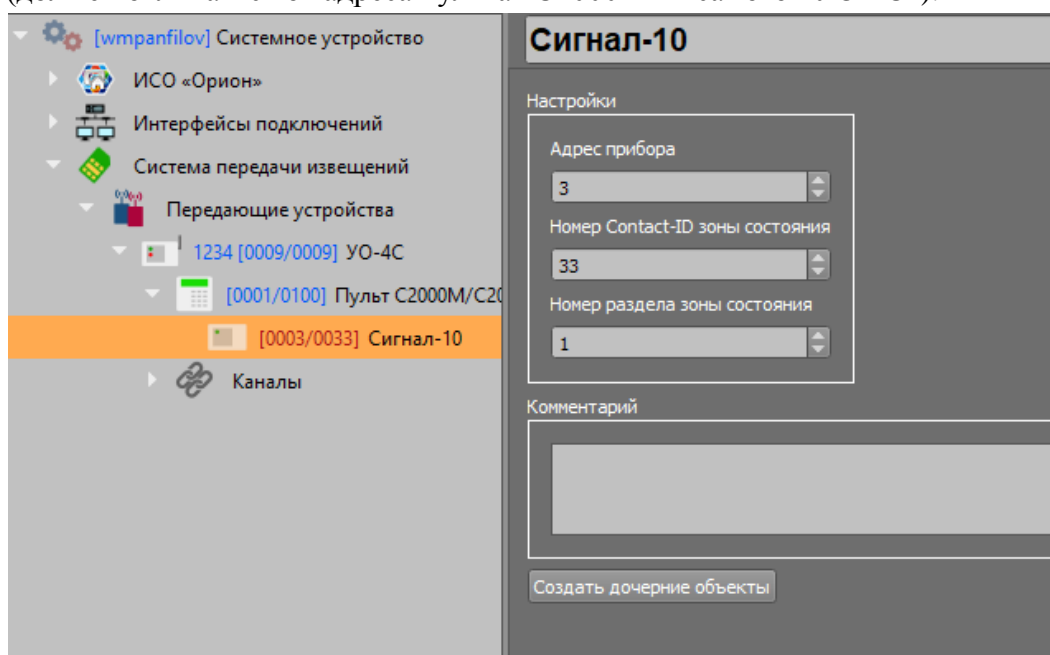 [wmpanfilov] Системное устройство
ИСО «Орион»
Интерфейсы подключений
Система передачи извещений
Передающие устройства
1234 [0009/0009] УО-4С
[0001/0100] Пульт С2000М/С20
[0003/0033] Сигнал-10
Каналы
Сигнал-10
Настройки
Адрес прибора
3
Номер Contact-ID зоны состояния
33
Номер раздела зоны состояния
1
Комментарий
Создать дочерние объекты